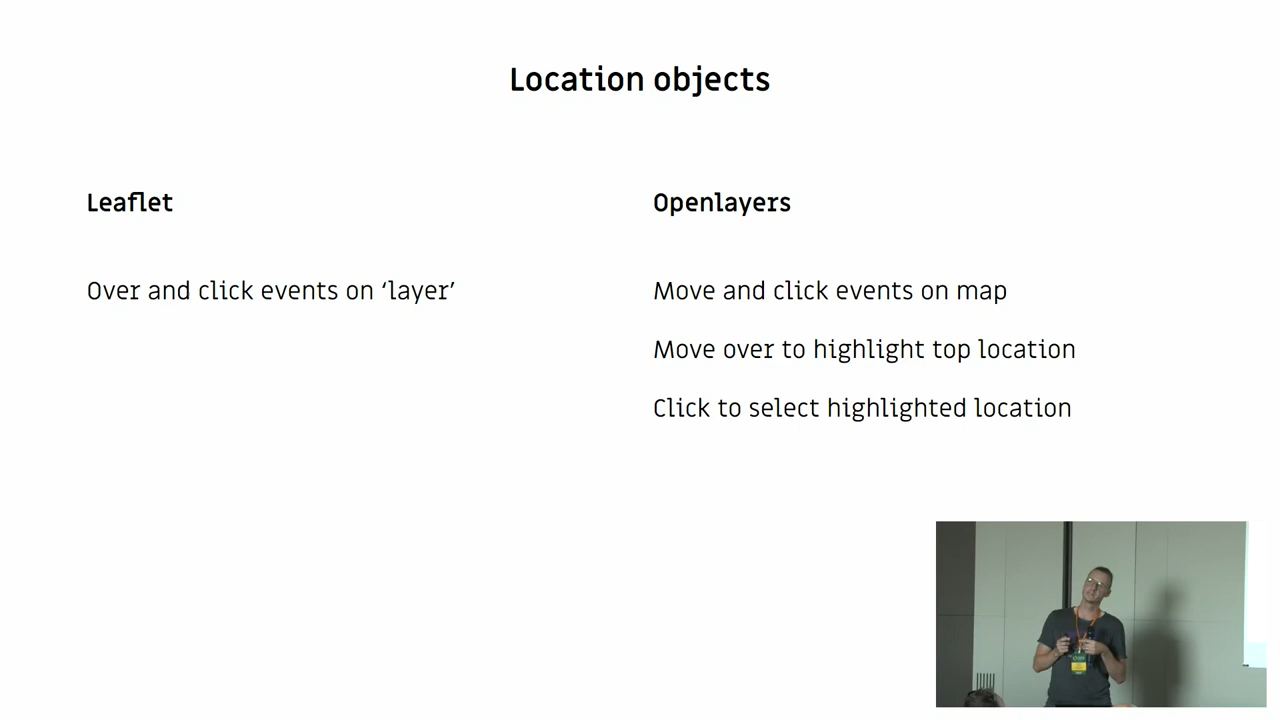 Location objects
Leaflet
Over and click events on ‘layer’
Openlayers
Move and click events on map
Move over to highlight top location
Click to select highlighted location